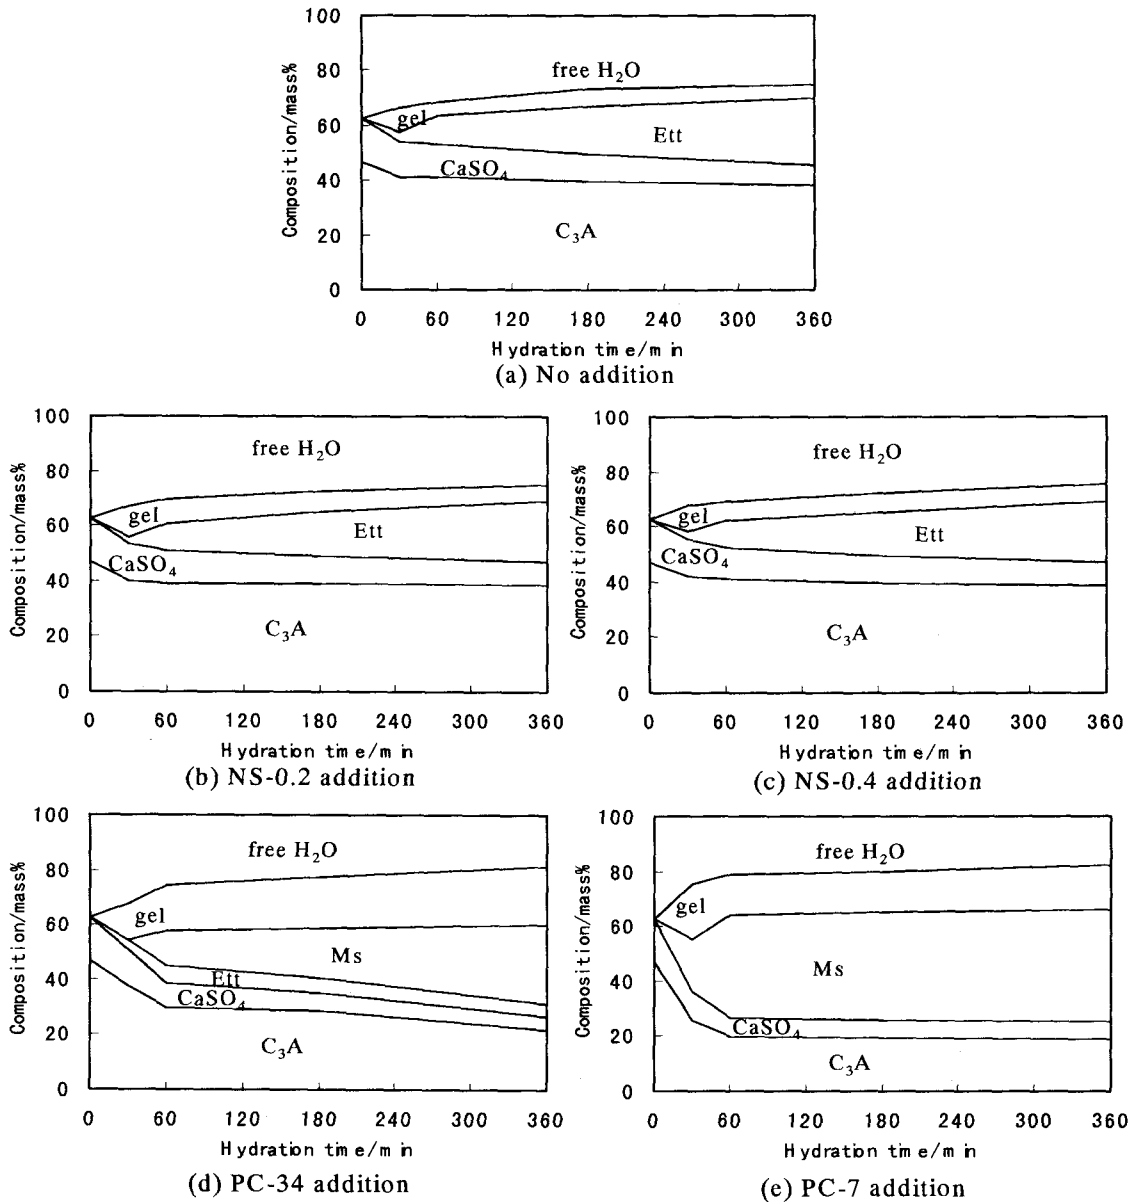 100
80
60
40
20
0
Composition/mass%
free H₂O
gel
Ett
CaSO₄
C₃A
0 60 120 180 240 300 360
Hydration time/min
(a) No addition
100
80
60
40
20
0
Composition/mass%
free H₂O
gel
Ett
CaSO₄
C₃A
0 60 120 180 240 300 360
Hydration time/min
(b) NS-0.2 addition
100
80
60
40
20
0
Composition/mass%
free H₂O
gel
Ett
CaSO₄
C₃A
0 60 120 180 240 300 360
Hydration time/min
(c) NS-0.4 addition
100
80
60
40
20
0
Composition/mass%
free H₂O
gel
Ms
Ett
CaSO₄
C₃A
0 60 120 180 240 300 360
Hydration time/min
(d) PC-34 addition
100
80
60
40
20
0
Composition/mass%
free H₂O
gel
Ms
CaSO₄
C₃A
0 60 120 180 240 300 360
Hydration time/min
(e) PC-7 addition